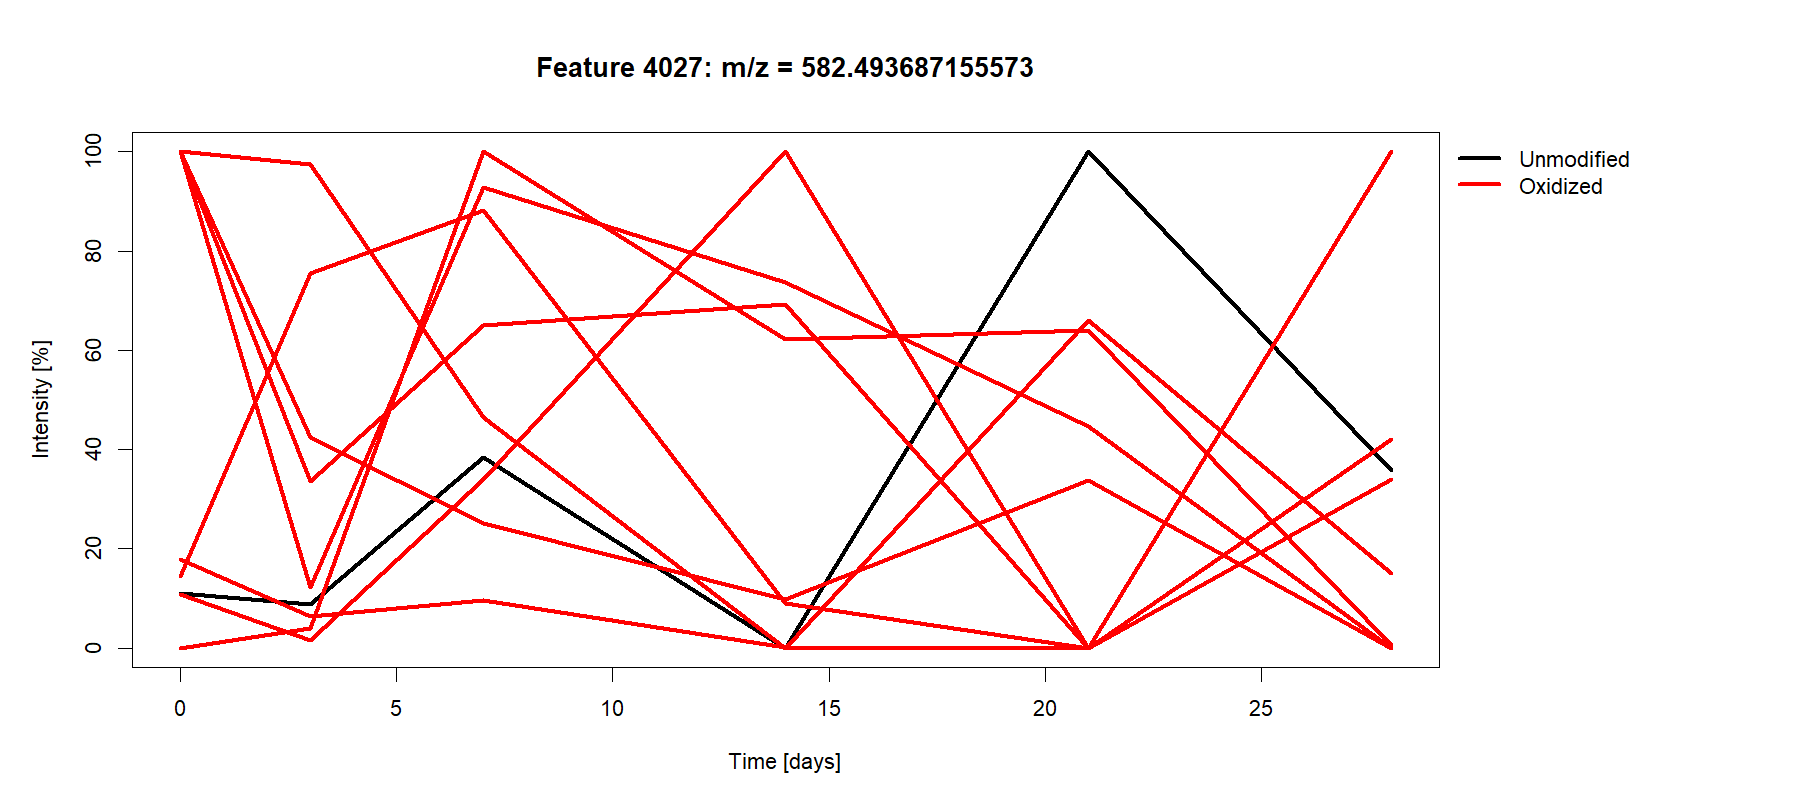 Feature 4027: m/z = 582.493687155573
Unmodified
Oxidized
Intensity [%]
100
80
60
40
20
0
0 5 10 15 20 25
Time [days]